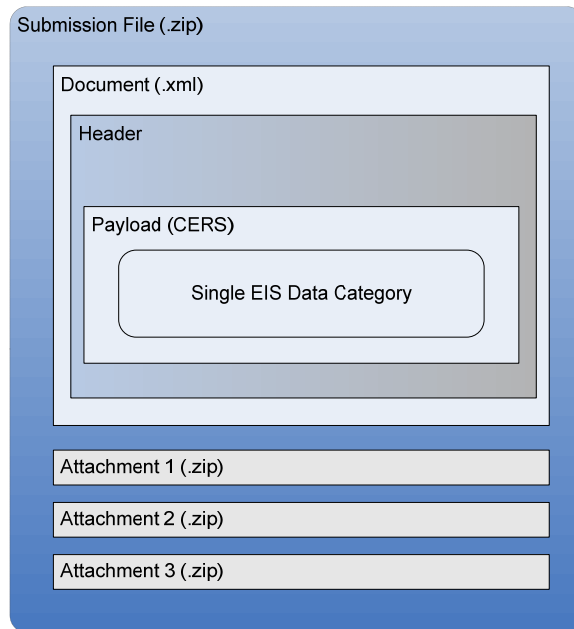 Submission File (.zip)
Document (.xml)
Header
Payload (CERS)
Single EIS Data Category
Attachment 1 (.zip)
Attachment 2 (.zip)
Attachment 3 (.zip)